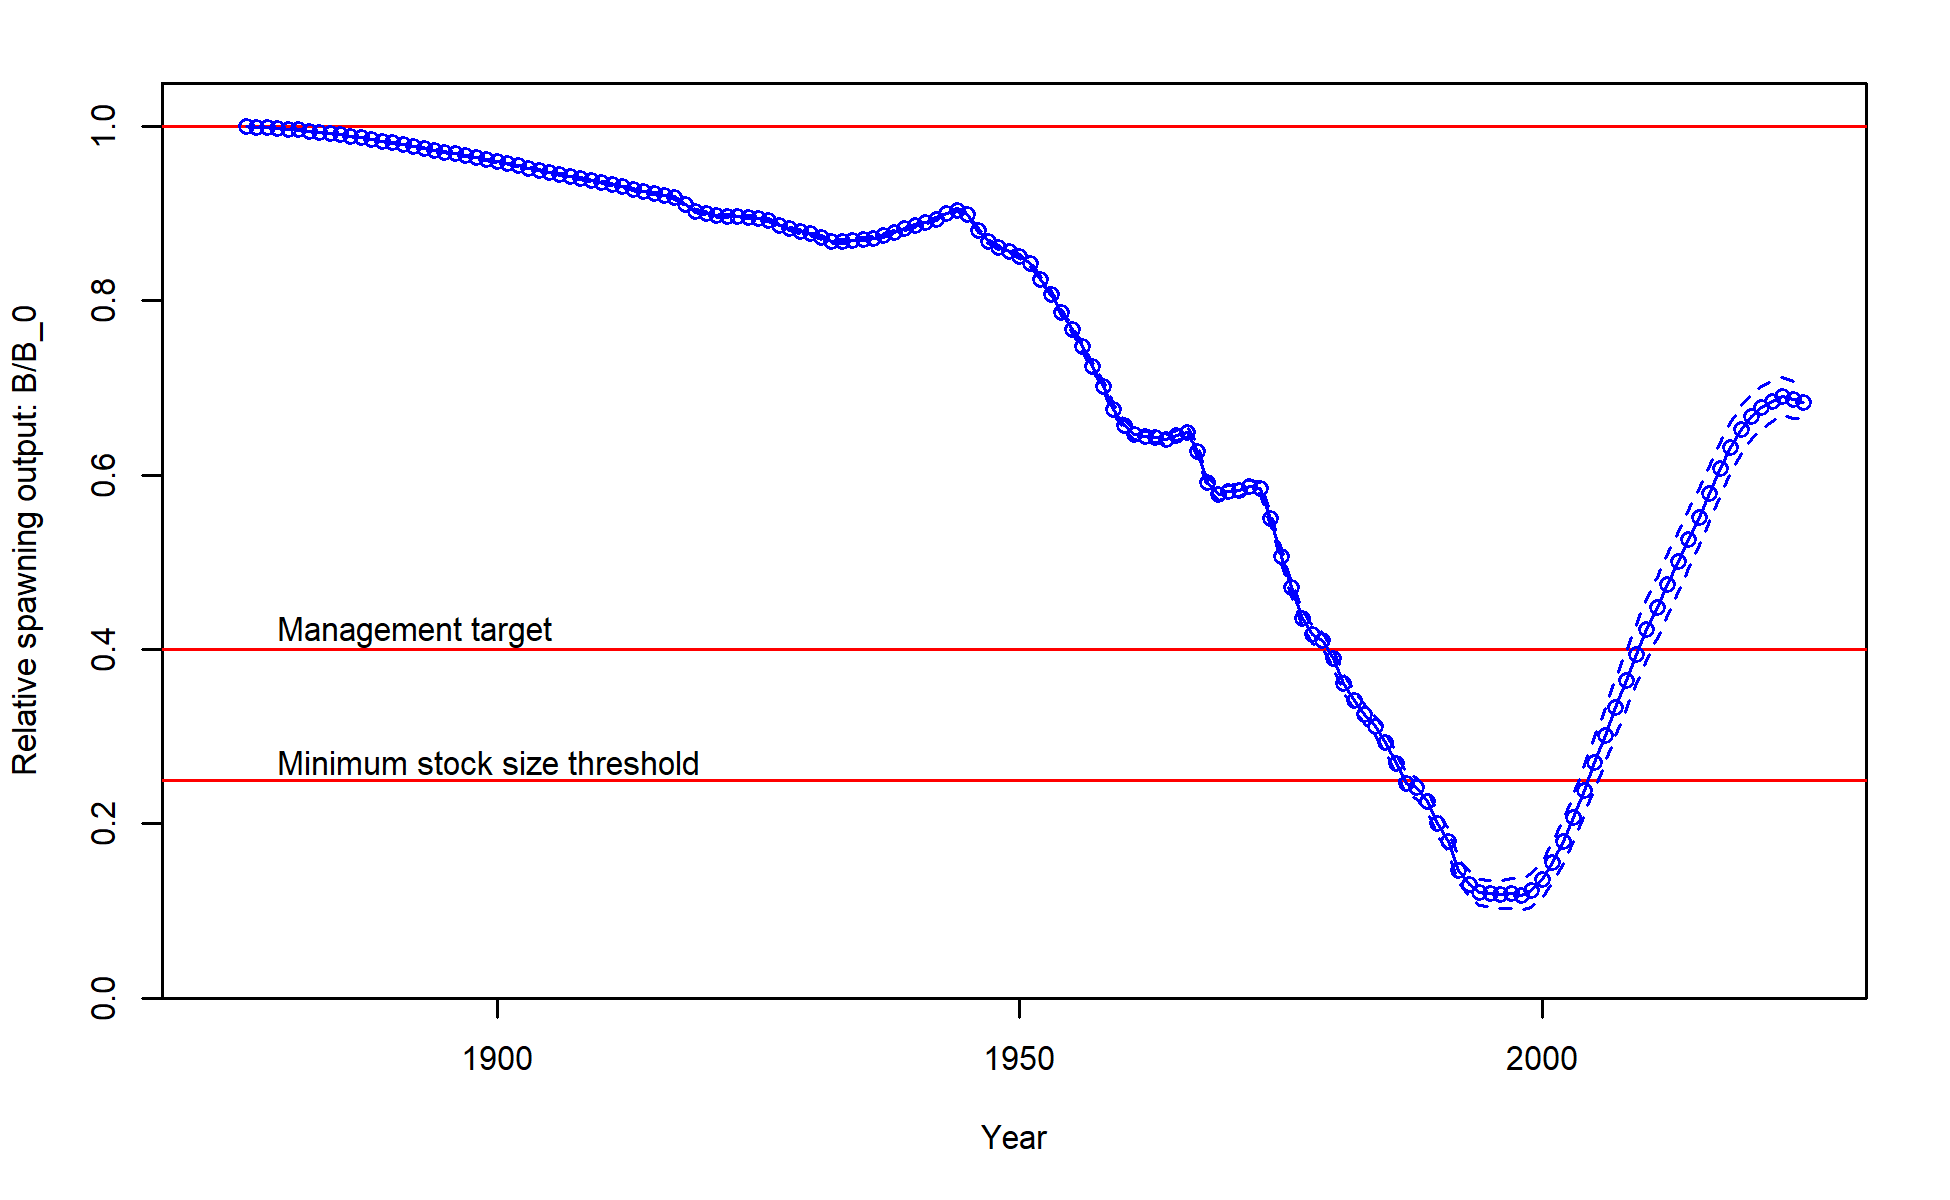 Relative spawning output: B/B_0
1.0
0.8
0.6
0.4
0.2
0.0
Management target
Minimum stock size threshold
1900 1950 2000
Year